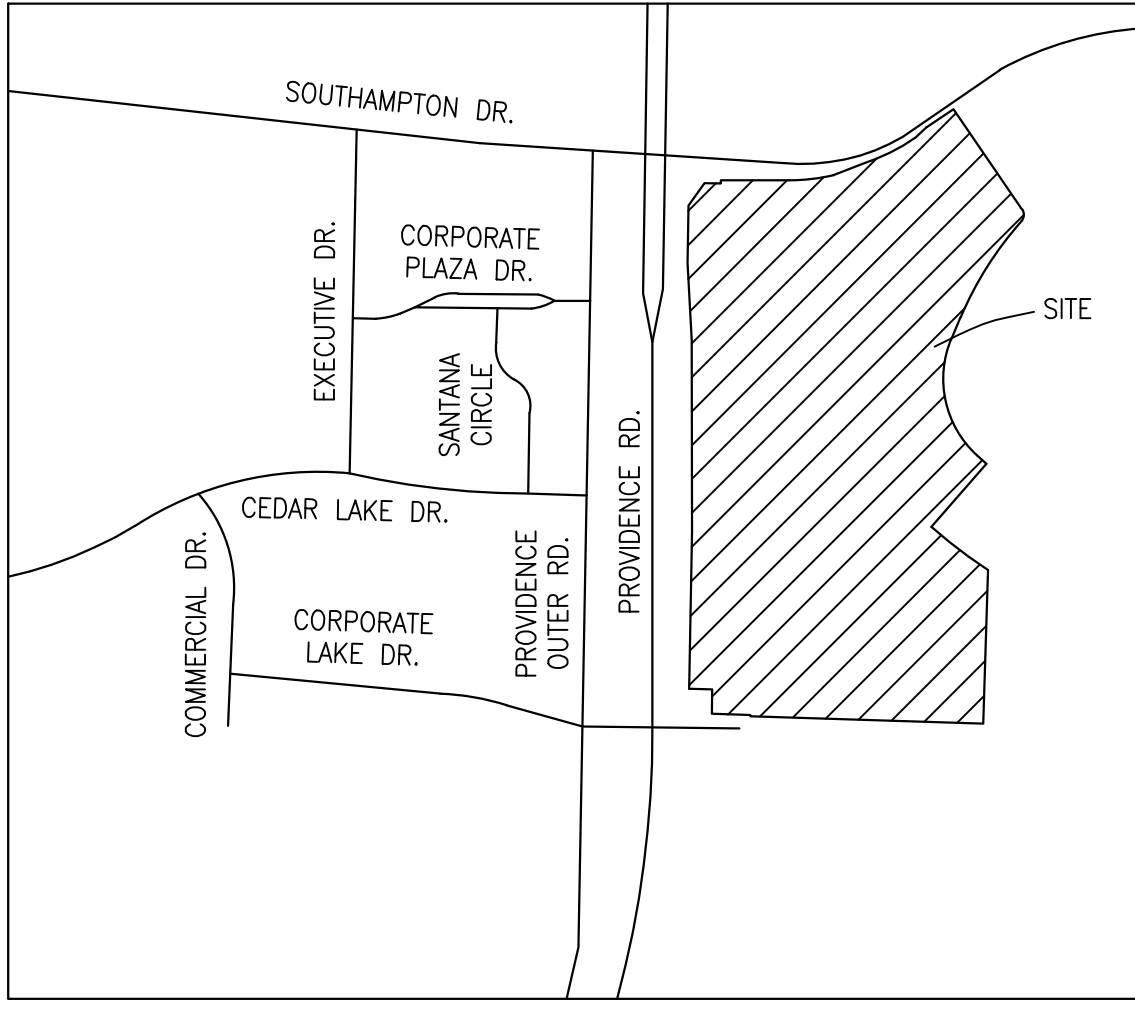 SOUTHAMPTON DR.
CORPORATE
PLAZA DR.
EXECUTIVE DR.
SITE
SANTANA
CIRCLE
PROVIDENCE RD.
CEDAR LAKE DR.
COMMERCIAL DR.
PROVIDENCE
OUTER RD.
CORPORATE
LAKE DR.